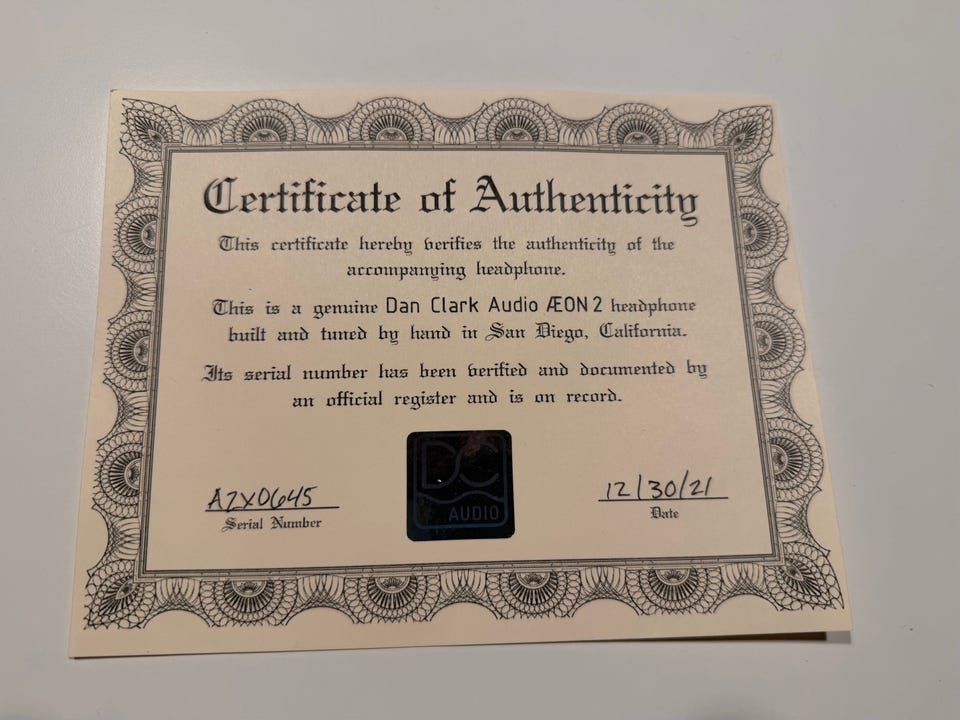 Certificate of Authenticity
This certificate hereby verifies the authenticity of the
accompanying headphone.
This is a genuine Dan Clark Audio ÆON 2 headphone
built and tuned by hand in San Diego, California.
Its serial number has been verified and documented by
an official register and is on record.
DC
AUDIO
A2X0645
Serial Number
12/30/21
Date